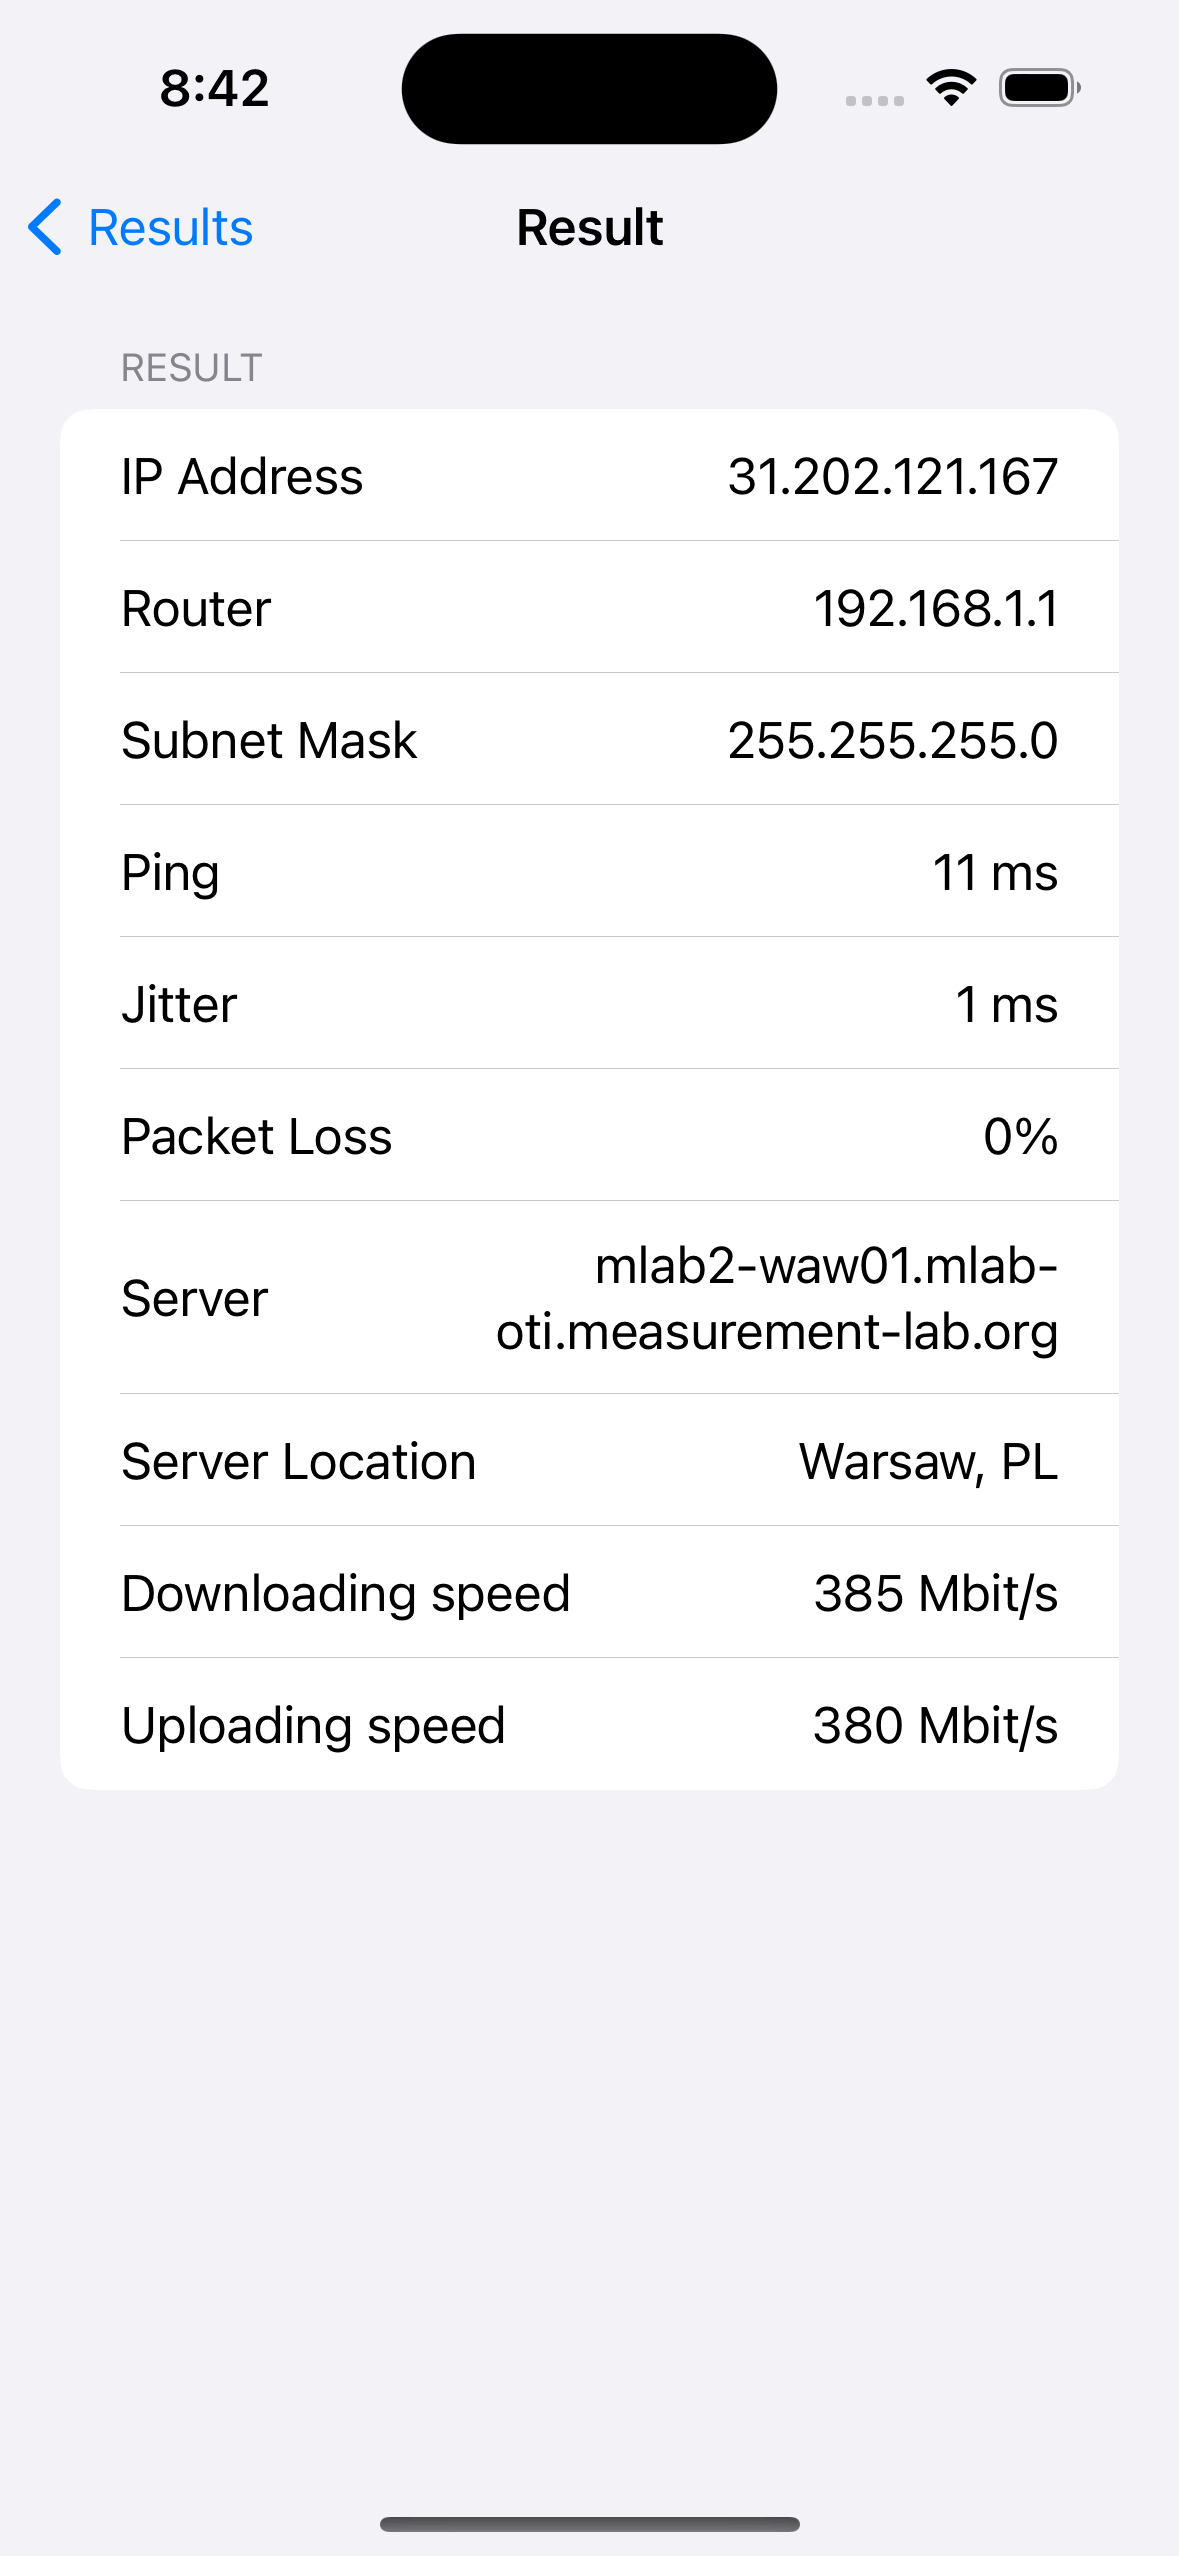 8:42
Results
Result
RESULT
IP Address 31.202.121.167
Router 192.168.1.1
Subnet Mask 255.255.255.0
Ping 11 ms
Jitter 1 ms
Packet Loss 0%
Server mlab2-waw01.mlab-
oti.measurement-lab.org
Server Location Warsaw, PL
Downloading speed 385 Mbit/s
Uploading speed 380 Mbit/s